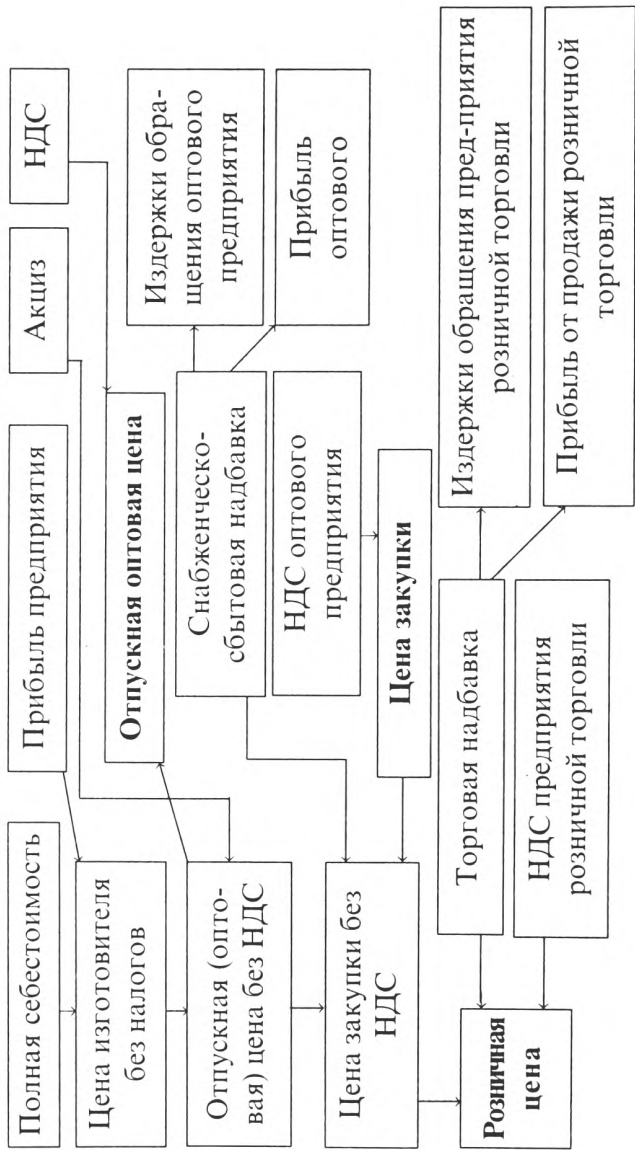 Полная себестоимость
Прибыль предприятия
Акциз
НДС
Цена изготовителя
без налогов
Отпускная оптовая цена
Издержки обра-
щения оптового
предприятия
Отпускная (опто-
вая) цена без НДС
Снабженческо-
сбытовая надбавка
Прибыль
оптового
НДС оптового
предприятия
Цена закупки без
НДС
Цена закупки
Издержки обращения пред-приятия
розничной торговли
Торговая надбавка
Розничная
цена
НДС предприятия
розничной торговли
Прибыль от продажи розничной
торговли